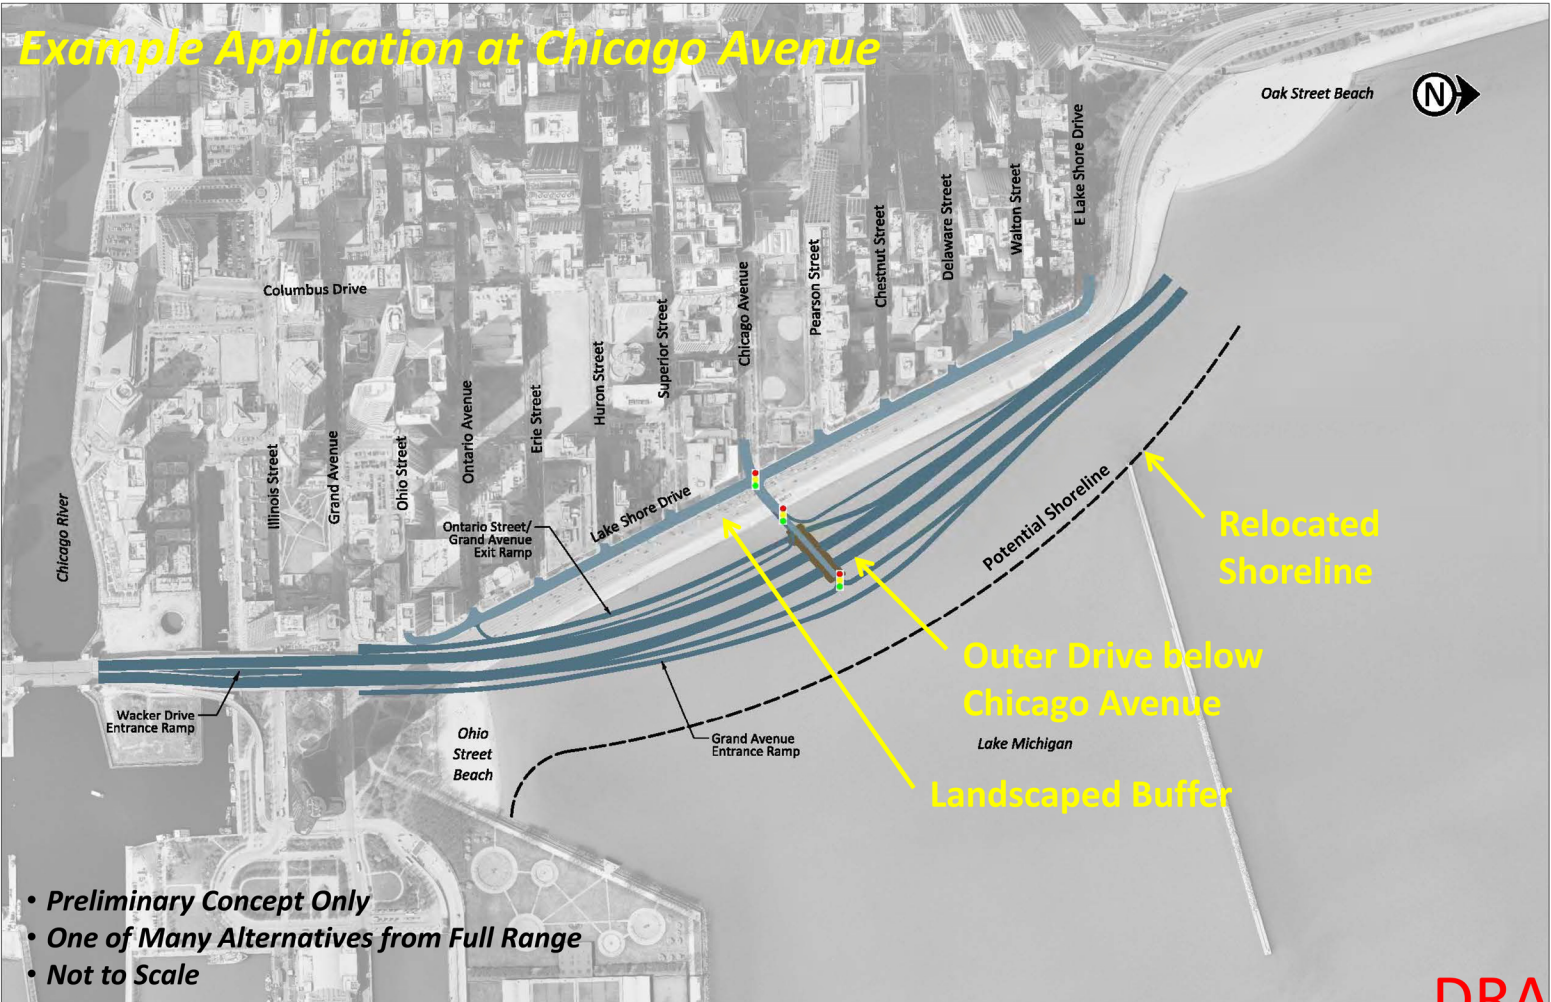 Example Application at Chicago Avenue
Oak Street Beach
N
E Lake Shore Drive
Walton Street
Delaware Street
Chestnut Street
Pearson Street
Chicago Avenue
Superior Street
Huron Street
Erie Street
Ontario Avenue
Ohio Street
Grand Avenue
Illinois Street
Columbus Drive
Chicago River
Lake Shore Drive
Ontario Street/
Grand Avenue
Exit Ramp
Potential Shoreline
Relocated
Shoreline
Outer Drive below
Chicago Avenue
Lake Michigan
Landscaped Buffer
Wacker Drive
Entrance Ramp
Ohio
Street
Beach
Grand Avenue
Entrance Ramp
• Preliminary Concept Only
• One of Many Alternatives from Full Range
• Not to Scale
DRA